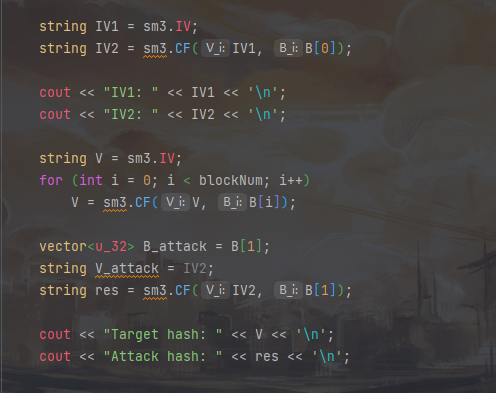 string IV1 = sm3.IV;
string IV2 = sm3.CF( V_i: IV1, B_i: B[0]);
cout << "IV1: " << IV1 << '\n';
cout << "IV2: " << IV2 << '\n';
string V = sm3.IV;
for (int i = 0; i < blockNum; i++)
V = sm3.CF( V_i: V, B_i: B[i]);
vector<u_32> B_attack = B[1];
string V_attack = IV2;
string res = sm3.CF( V_i: IV2, B_i: B[1]);
cout << "Target hash: " << V << '\n';
cout << "Attack hash: " << res << '\n';